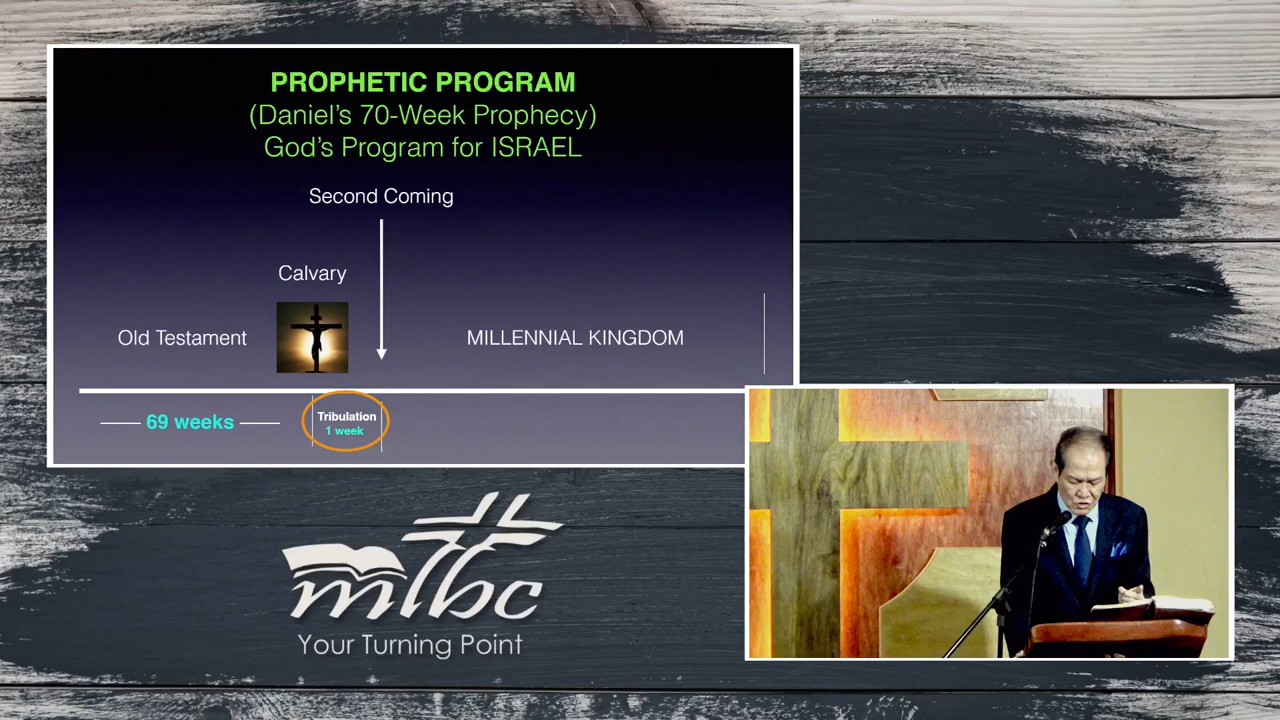 PROPHETIC PROGRAM
(Daniel's 70-Week Prophecy)
God's Program for ISRAEL
Second Coming
Calvary
Old Testament
MILLENNIAL KINGDOM
69 weeks
Tribulation
1 week
mlbc
Your Turning Point